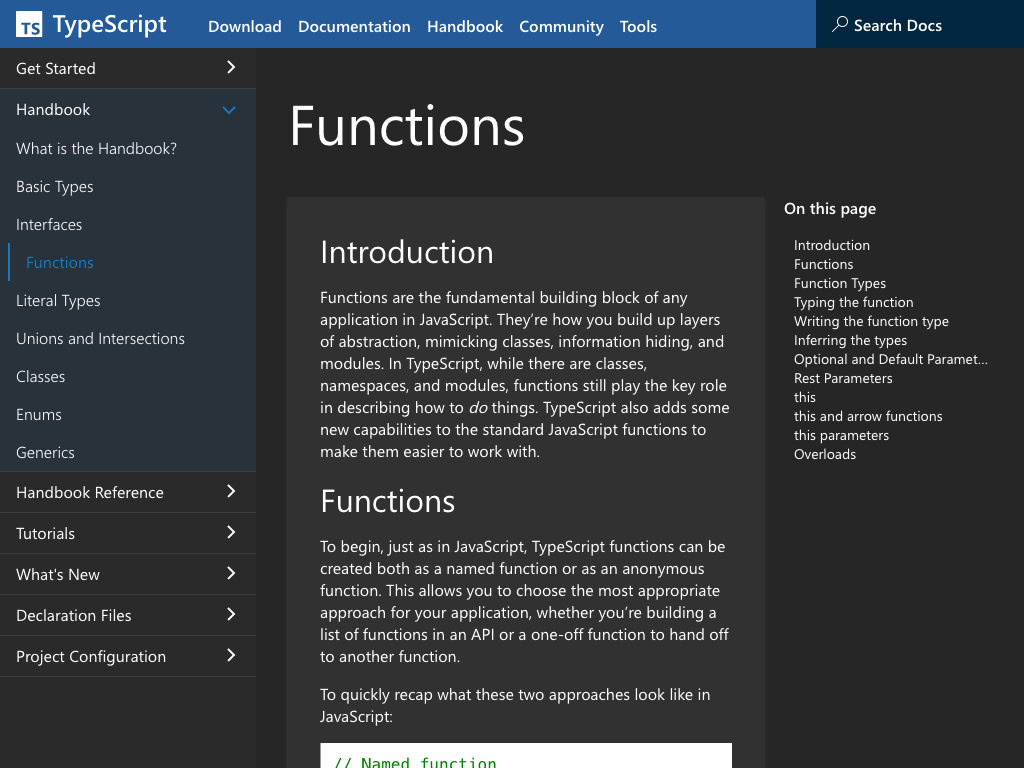 TS TypeScript
Download Documentation Handbook Community Tools
Search Docs
Get Started
Handbook
What is the Handbook?
Basic Types
Interfaces
Functions
Literal Types
Unions and Intersections
Classes
Enums
Generics
Handbook Reference
Tutorials
What's New
Declaration Files
Project Configuration
Functions
Introduction
Functions are the fundamental building block of any
application in JavaScript. They’re how you build up layers
of abstraction, mimicking classes, information hiding, and
modules. In TypeScript, while there are classes,
namespaces, and modules, functions still play the key role
in describing how to do things. TypeScript also adds some
new capabilities to the standard JavaScript functions to
make them easier to work with.
Functions
To begin, just as in JavaScript, TypeScript functions can be
created both as a named function or as an anonymous
function. This allows you to choose the most appropriate
approach for your application, whether you’re building a
list of functions in an API or a one-off function to hand off
to another function.
To quickly recap what these two approaches look like in
JavaScript:
// Named function
On this page
Introduction
Functions
Function Types
Typing the function
Writing the function type
Inferring the types
Optional and Default Paramet...
Rest Parameters
this
this and arrow functions
this parameters
Overloads